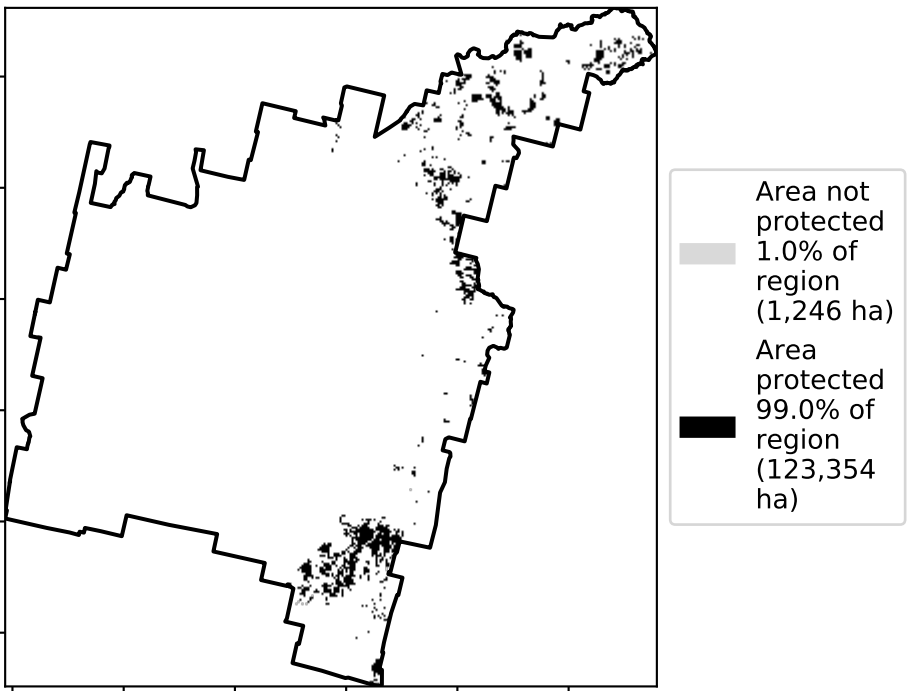 Area not
protected
1.0% of
region
(1,246 ha)
Area
protected
99.0% of
region
(123,354
ha)